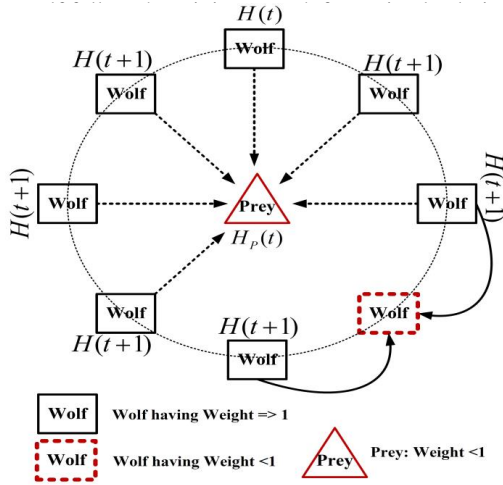 H(t)
Wolf
H(t+1)
Wolf
H(t+1)
Wolf
H(t+1)
Wolf
Prey
H_P(t)
Wolf
H(t+1)
Wolf
H(t+1)
Wolf
H(t+1)
Wolf
Wolf
Wolf Wolf having Weight => 1
Wolf Wolf having Weight <1
Prey Prey: Weight <1